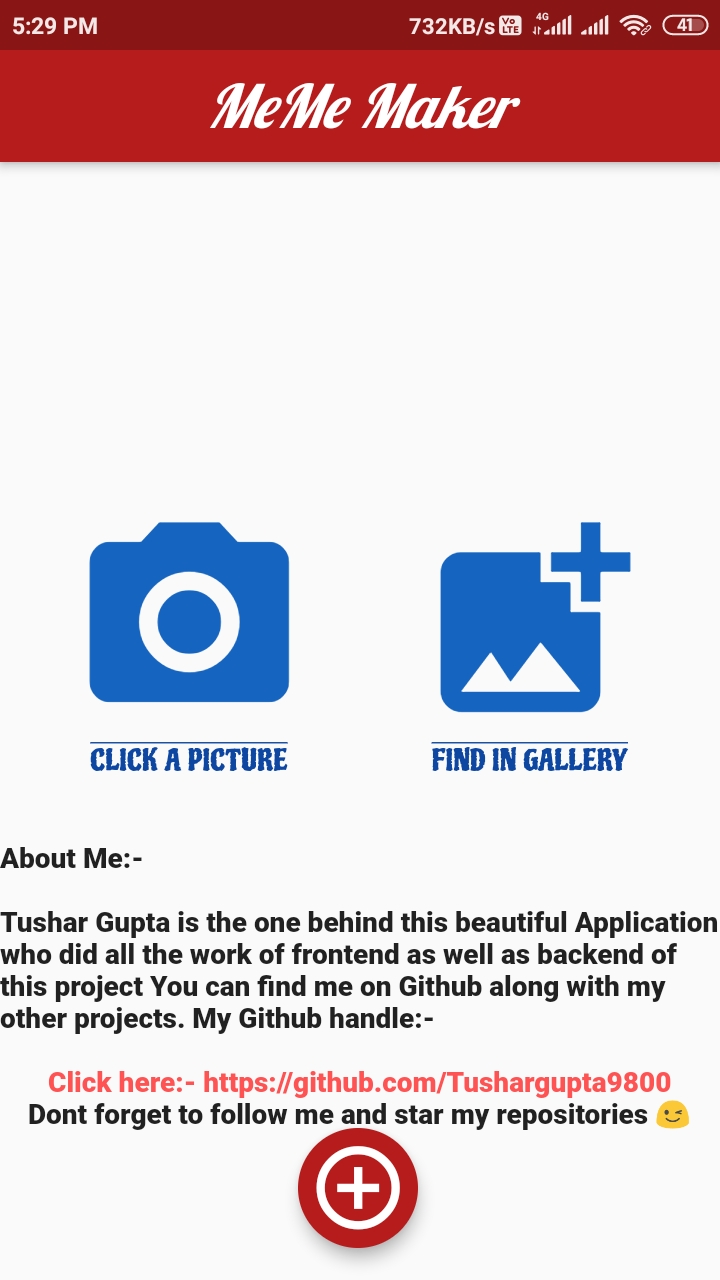 5:29 PM 732KB/s Vo LTE 4G 41
MeMe Maker
CLICK A PICTURE FIND IN GALLERY
About Me:-
Tushar Gupta is the one behind this beautiful Application
who did all the work of frontend as well as backend of
this project You can find me on Github along with my
other projects. My Github handle:-
Click here:- https://github.com/Tushargupta9800
Dont forget to follow me and star my repositories 😉